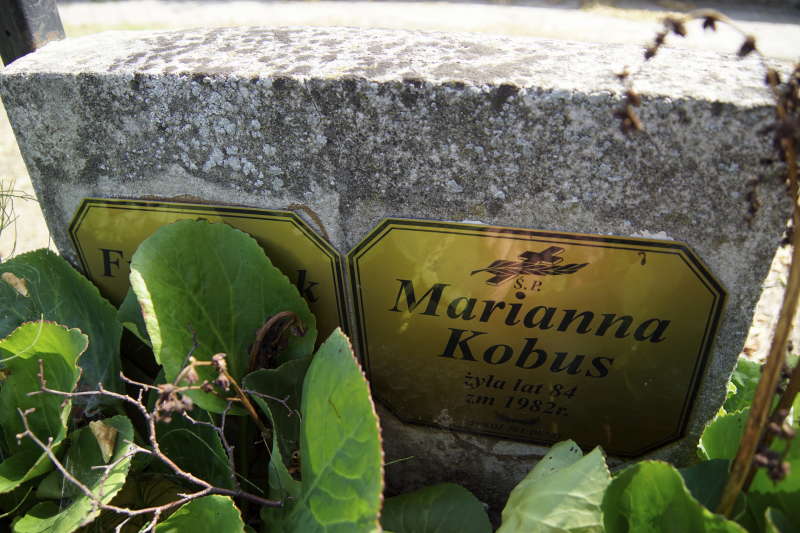 Ś.P.
Marianna
Kobus
żyła lat 84
zm 1982r.